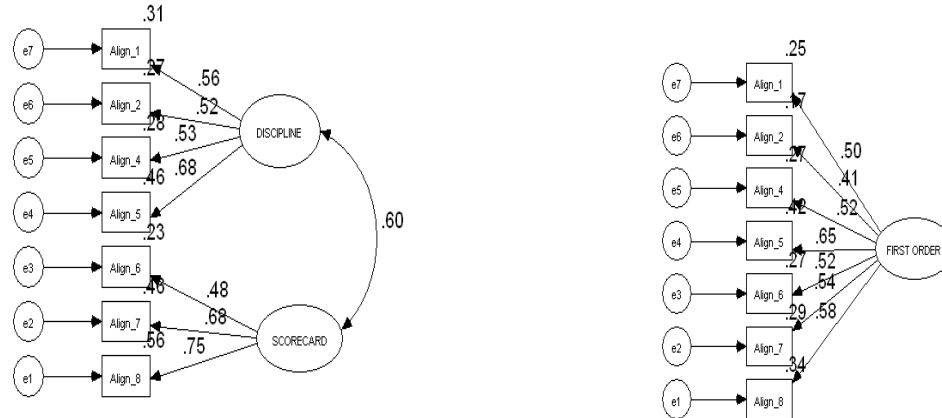 .31
e7 Align_1
.27
.56
e6 Align_2
.52
.28
DISCIPLINE
.53
e5 Align_4
.46
.68
e4 Align_5
.60
.23
e3 Align_6
.48
.46
.68
e2 Align_7
SCORECARD
.56
.75
e1 Align_8
.25
e7 Align_1
.17
e6 Align_2
.50
.27
.41
e5 Align_4
.52
.42
e4 Align_5
.65
FIRST ORDER
.27
.52
e3 Align_6
.54
.29
.58
e2 Align_7
.34
e1 Align_8